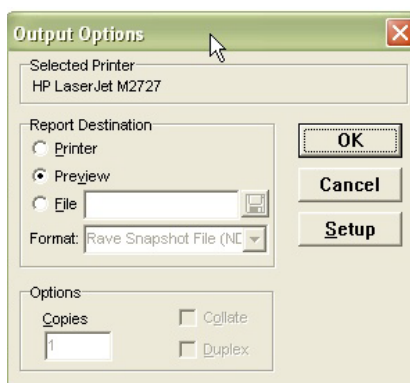 Output Options
Selected Printer
HP LaserJet M2727
Report Destination
Printer
Preview
File
Format: Rave Snapshot File (ND
OK
Cancel
Setup
Options
Copies
1
Collate
Duplex